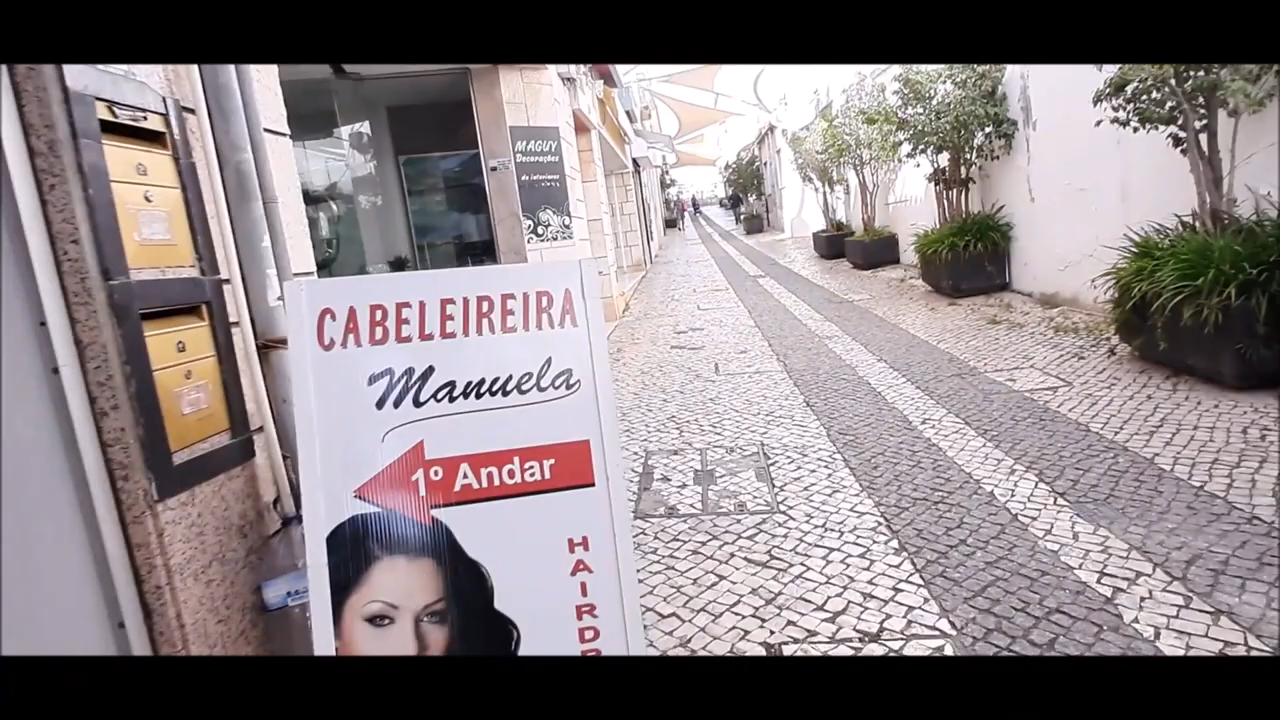 MAGUY
Decorações
de interiores
CABELEIREIRA
Manuela
1º Andar
HAIRD